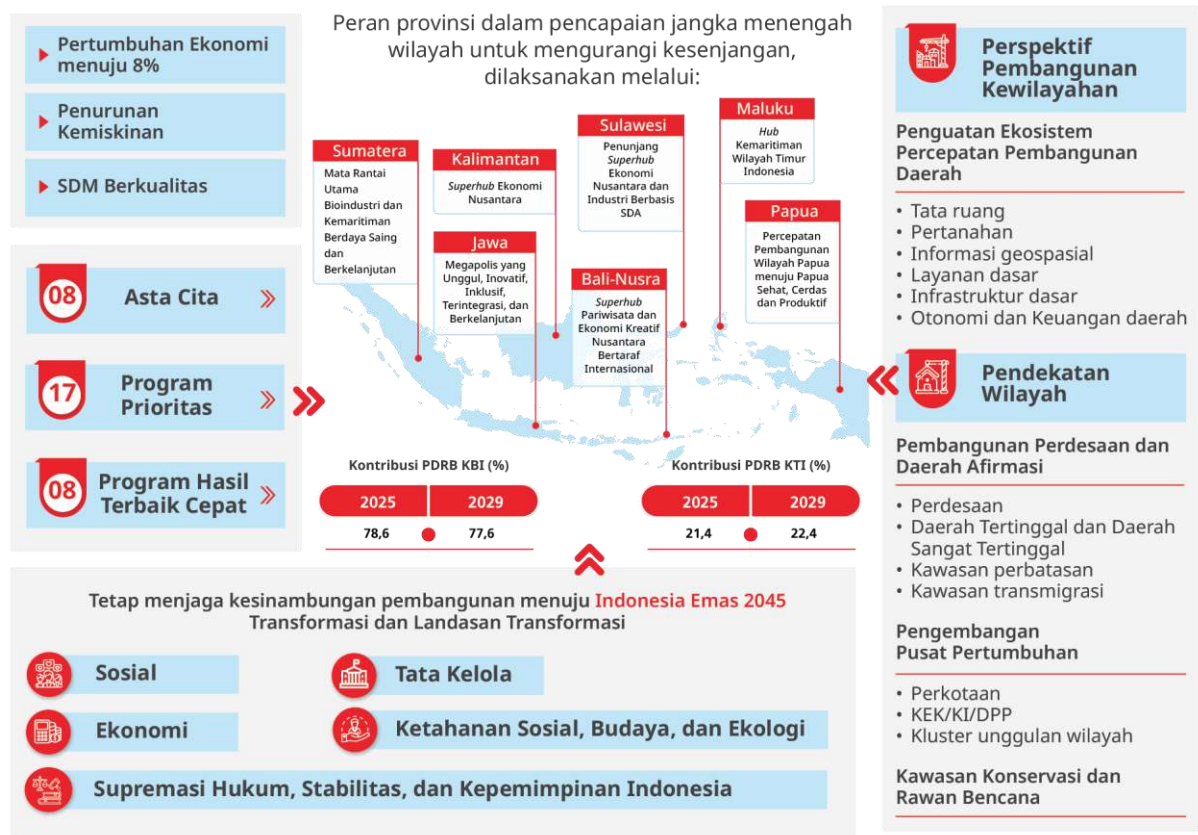 Pertumbuhan Ekonomi
menuju 8%
Penurunan
Kemiskinan
SDM Berkualitas
08
Asta Cita
17
Program
Prioritas
08
Program Hasil
Terbaik Cepat
Peran provinsi dalam pencapaian jangka menengah
wilayah untuk mengurangi kesenjangan,
dilaksanakan melalui:
Sumatera
Mata Rantai
Utama
Bioindustri dan
Kemaritiman
Berdaya Saing
dan
Berkelanjutan
Kalimantan
Superhub Ekonomi
Nusantara
Jawa
Megapolis yang
Unggul, Inovatif,
Inklusif,
Terintegrasi, dan
Berkelanjutan
Sulawesi
Penunjang
Superhub
Ekonomi
Nusantara dan
Industri Berbasis
SDA
Bali-Nusra
Superhub
Pariwisata dan
Ekonomi Kreatif
Nusantara
Bertaraf
Internasional
Maluku
Hub
Kemaritiman
Wilayah Timur
Indonesia
Papua
Percepatan
Pembangunan
Wilayah Papua
menuju Papua
Sehat, Cerdas
dan Produktif
Kontribusi PDRB KBI (%)
2025 2029
78,6 77,6
Kontribusi PDRB KTI (%)
2025 2029
21,4 22,4
Tetap menjaga kesinambungan pembangunan menuju Indonesia Emas 2045
Transformasi dan Landasan Transformasi
Sosial
Tata Kelola
Ekonomi
Ketahanan Sosial, Budaya, dan Ekologi
Supremasi Hukum, Stabilitas, dan Kepemimpinan Indonesia
Perspektif
Pembangunan
Kewilayahan
Penguatan Ekosistem
Percepatan Pembangunan
Daerah
• Tata ruang
• Pertanahan
• Informasi geospasial
• Layanan dasar
• Infrastruktur dasar
• Otonomi dan Keuangan daerah
Pendekatan
Wilayah
Pembangunan Perdesaan dan
Daerah Afirmasi
• Perdesaan
• Daerah Tertinggal dan Daerah
Sangat Tertinggal
• Kawasan perbatasan
• Kawasan transmigrasi
Pengembangan
Pusat Pertumbuhan
• Perkotaan
• KEK/KI/DPP
• Kluster unggulan wilayah
Kawasan Konservasi dan
Rawan Bencana